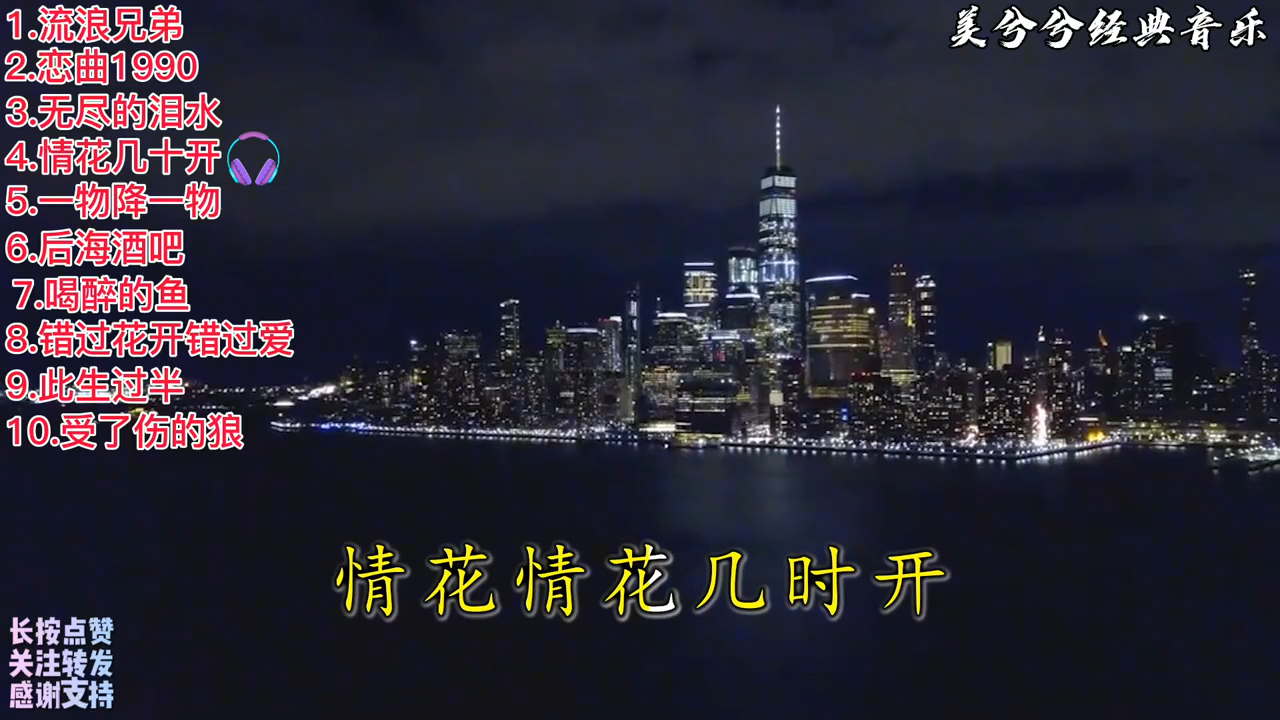 1.流浪兄弟
2.恋曲1990
3.无尽的泪水
4.情花几十开
5.一物降一物
6.后海酒吧
7.喝醉的鱼
8.错过花开错过爱
9.此生过半
10.受了伤的狼
美兮兮经典音乐
情花情花几时开
长按点赞
关注转发
感谢支持